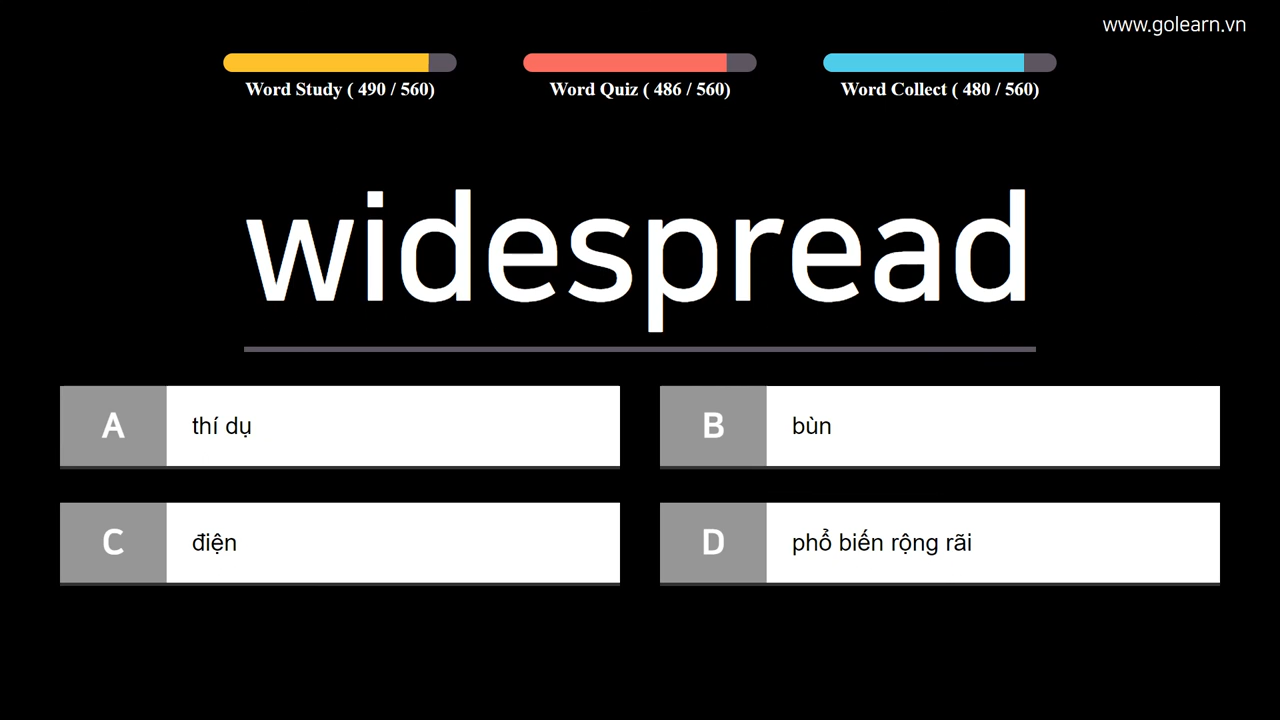 www.golearn.vn
Word Study ( 490 / 560)
Word Quiz ( 486 / 560)
Word Collect ( 480 / 560)
widespread
A thí dụ
B bùn
C điện
D phổ biến rộng rãi